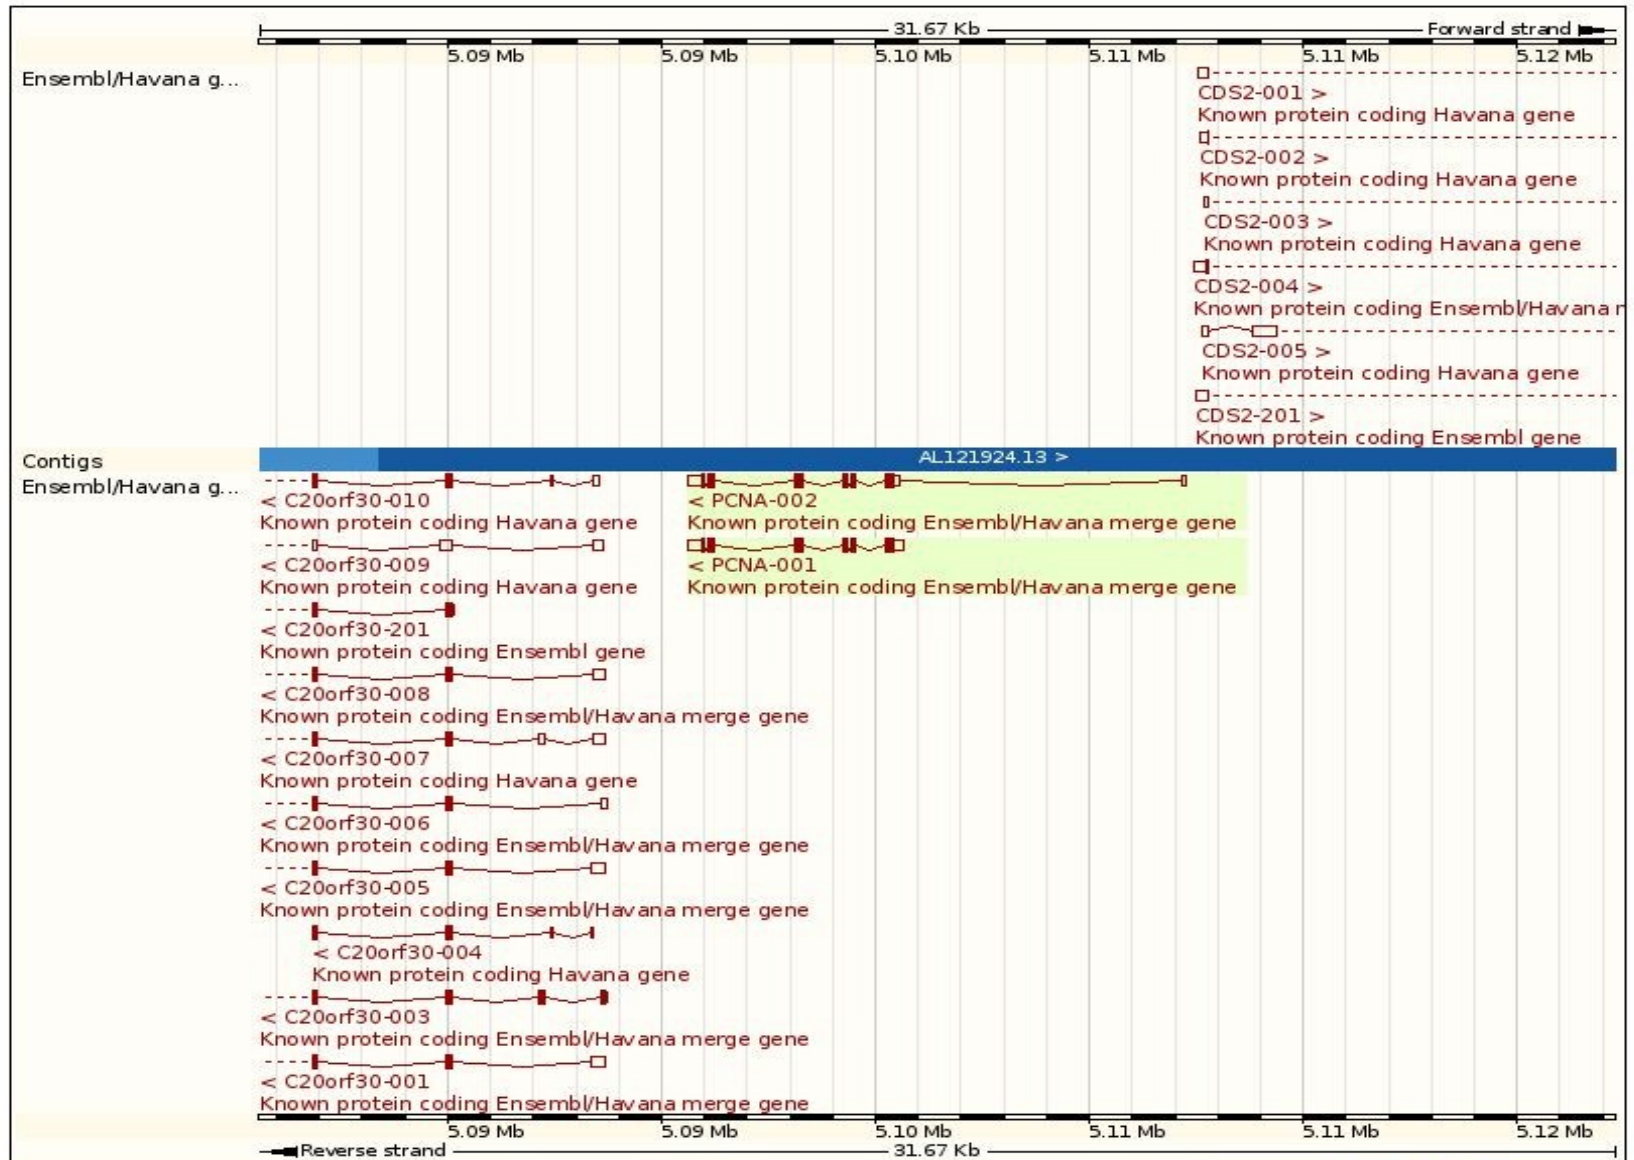 31.67 Kb
Forward strand
5.09 Mb 5.09 Mb 5.10 Mb 5.11 Mb 5.11 Mb 5.12 Mb
Ensembl/Havana g...
CDS2-001 >
Known protein coding Havana gene
CDS2-002 >
Known protein coding Havana gene
CDS2-003 >
Known protein coding Havana gene
CDS2-004 >
Known protein coding Ensembl/Havana r
CDS2-005 >
Known protein coding Havana gene
CDS2-201 >
Known protein coding Ensembl gene
Contigs
AL121924.13 >
Ensembl/Havana g...
< C20orf30-010
Known protein coding Havana gene
< PCNA-002
Known protein coding Ensembl/Havana merge gene
< C20orf30-009
Known protein coding Havana gene
< PCNA-001
Known protein coding Ensembl/Havana merge gene
< C20orf30-201
Known protein coding Ensembl gene
< C20orf30-008
Known protein coding Ensembl/Havana merge gene
< C20orf30-007
Known protein coding Havana gene
< C20orf30-006
Known protein coding Ensembl/Havana merge gene
< C20orf30-005
Known protein coding Ensembl/Havana merge gene
< C20orf30-004
Known protein coding Havana gene
< C20orf30-003
Known protein coding Ensembl/Havana merge gene
< C20orf30-001
Known protein coding Ensembl/Havana merge gene
5.09 Mb 5.09 Mb 5.10 Mb 5.11 Mb 5.11 Mb 5.12 Mb
Reverse strand
31.67 Kb